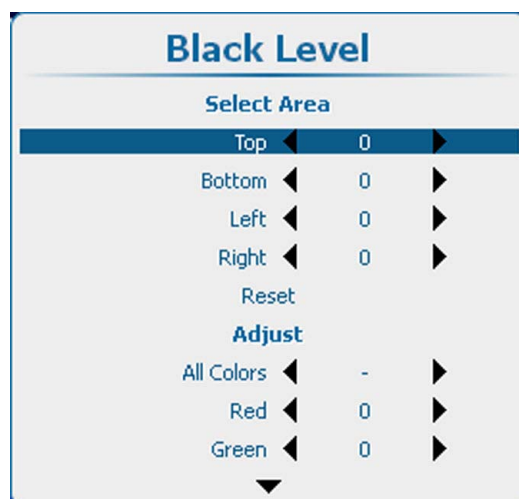 Black Level
Select Area
Top 0
Bottom 0
Left 0
Right 0
Reset
Adjust
All Colors -
Red 0
Green 0